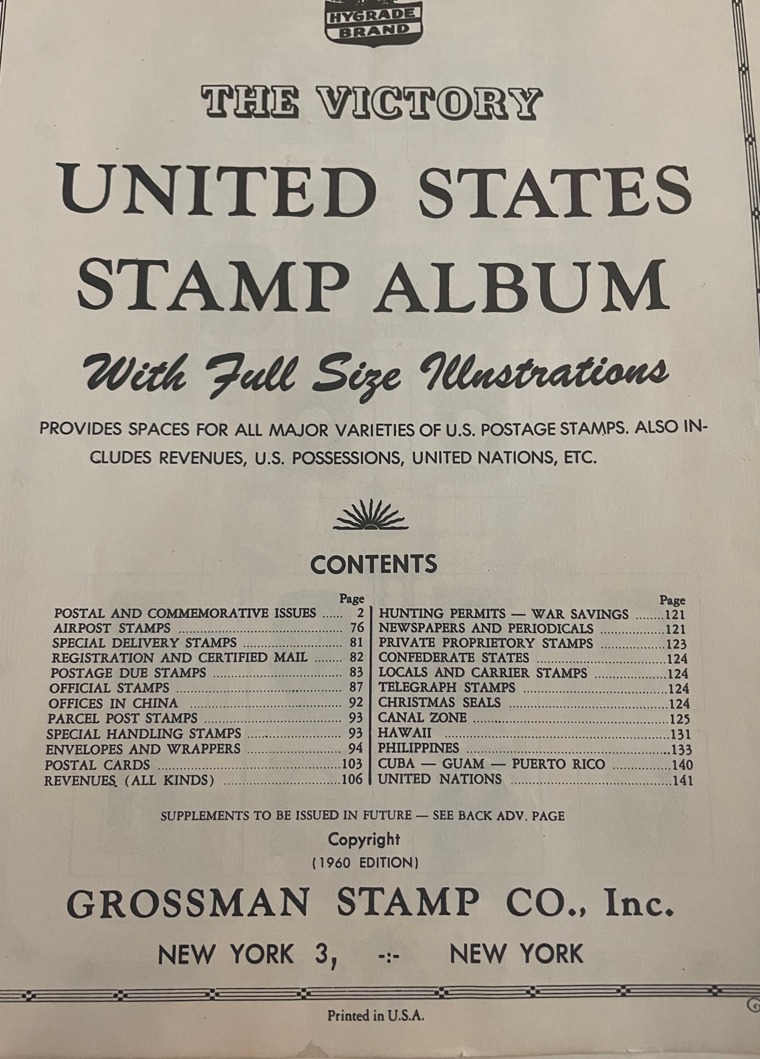 HYGRADE
BRAND
THE VICTORY
UNITED STATES
STAMP ALBUM
With Full Size Illustrations
PROVIDES SPACES FOR ALL MAJOR VARIETIES OF U.S. POSTAGE STAMPS. ALSO IN-
CLUDES REVENUES, U.S. POSSESSIONS, UNITED NATIONS, ETC.
CONTENTS
Page
POSTAL AND COMMEMORATIVE ISSUES ...... 2
AIRPOST STAMPS ...... 76
SPECIAL DELIVERY STAMPS ...... 81
REGISTRATION AND CERTIFIED MAIL ...... 82
POSTAGE DUE STAMPS ...... 83
OFFICIAL STAMPS ...... 87
OFFICES IN CHINA ...... 92
PARCEL POST STAMPS ...... 93
SPECIAL HANDLING STAMPS ...... 93
ENVELOPES AND WRAPPERS ...... 94
POSTAL CARDS ...... 103
REVENUES (ALL KINDS) ...... 106
Page
HUNTING PERMITS — WAR SAVINGS ...... 121
NEWSPAPERS AND PERIODICALS ...... 121
PRIVATE PROPRIETORY STAMPS ...... 123
CONFEDERATE STATES ...... 124
LOCALS AND CARRIER STAMPS ...... 124
TELEGRAPH STAMPS ...... 124
CHRISTMAS SEALS ...... 124
CANAL ZONE ...... 125
HAWAII ...... 131
PHILIPPINES ...... 133
CUBA — GUAM — PUERTO RICO ...... 140
UNITED NATIONS ...... 141
SUPPLEMENTS TO BE ISSUED IN FUTURE — SEE BACK ADV. PAGE
Copyright
(1960 EDITION)
GROSSMAN STAMP CO., Inc.
NEW YORK 3, -:- NEW YORK
Printed in U.S.A.